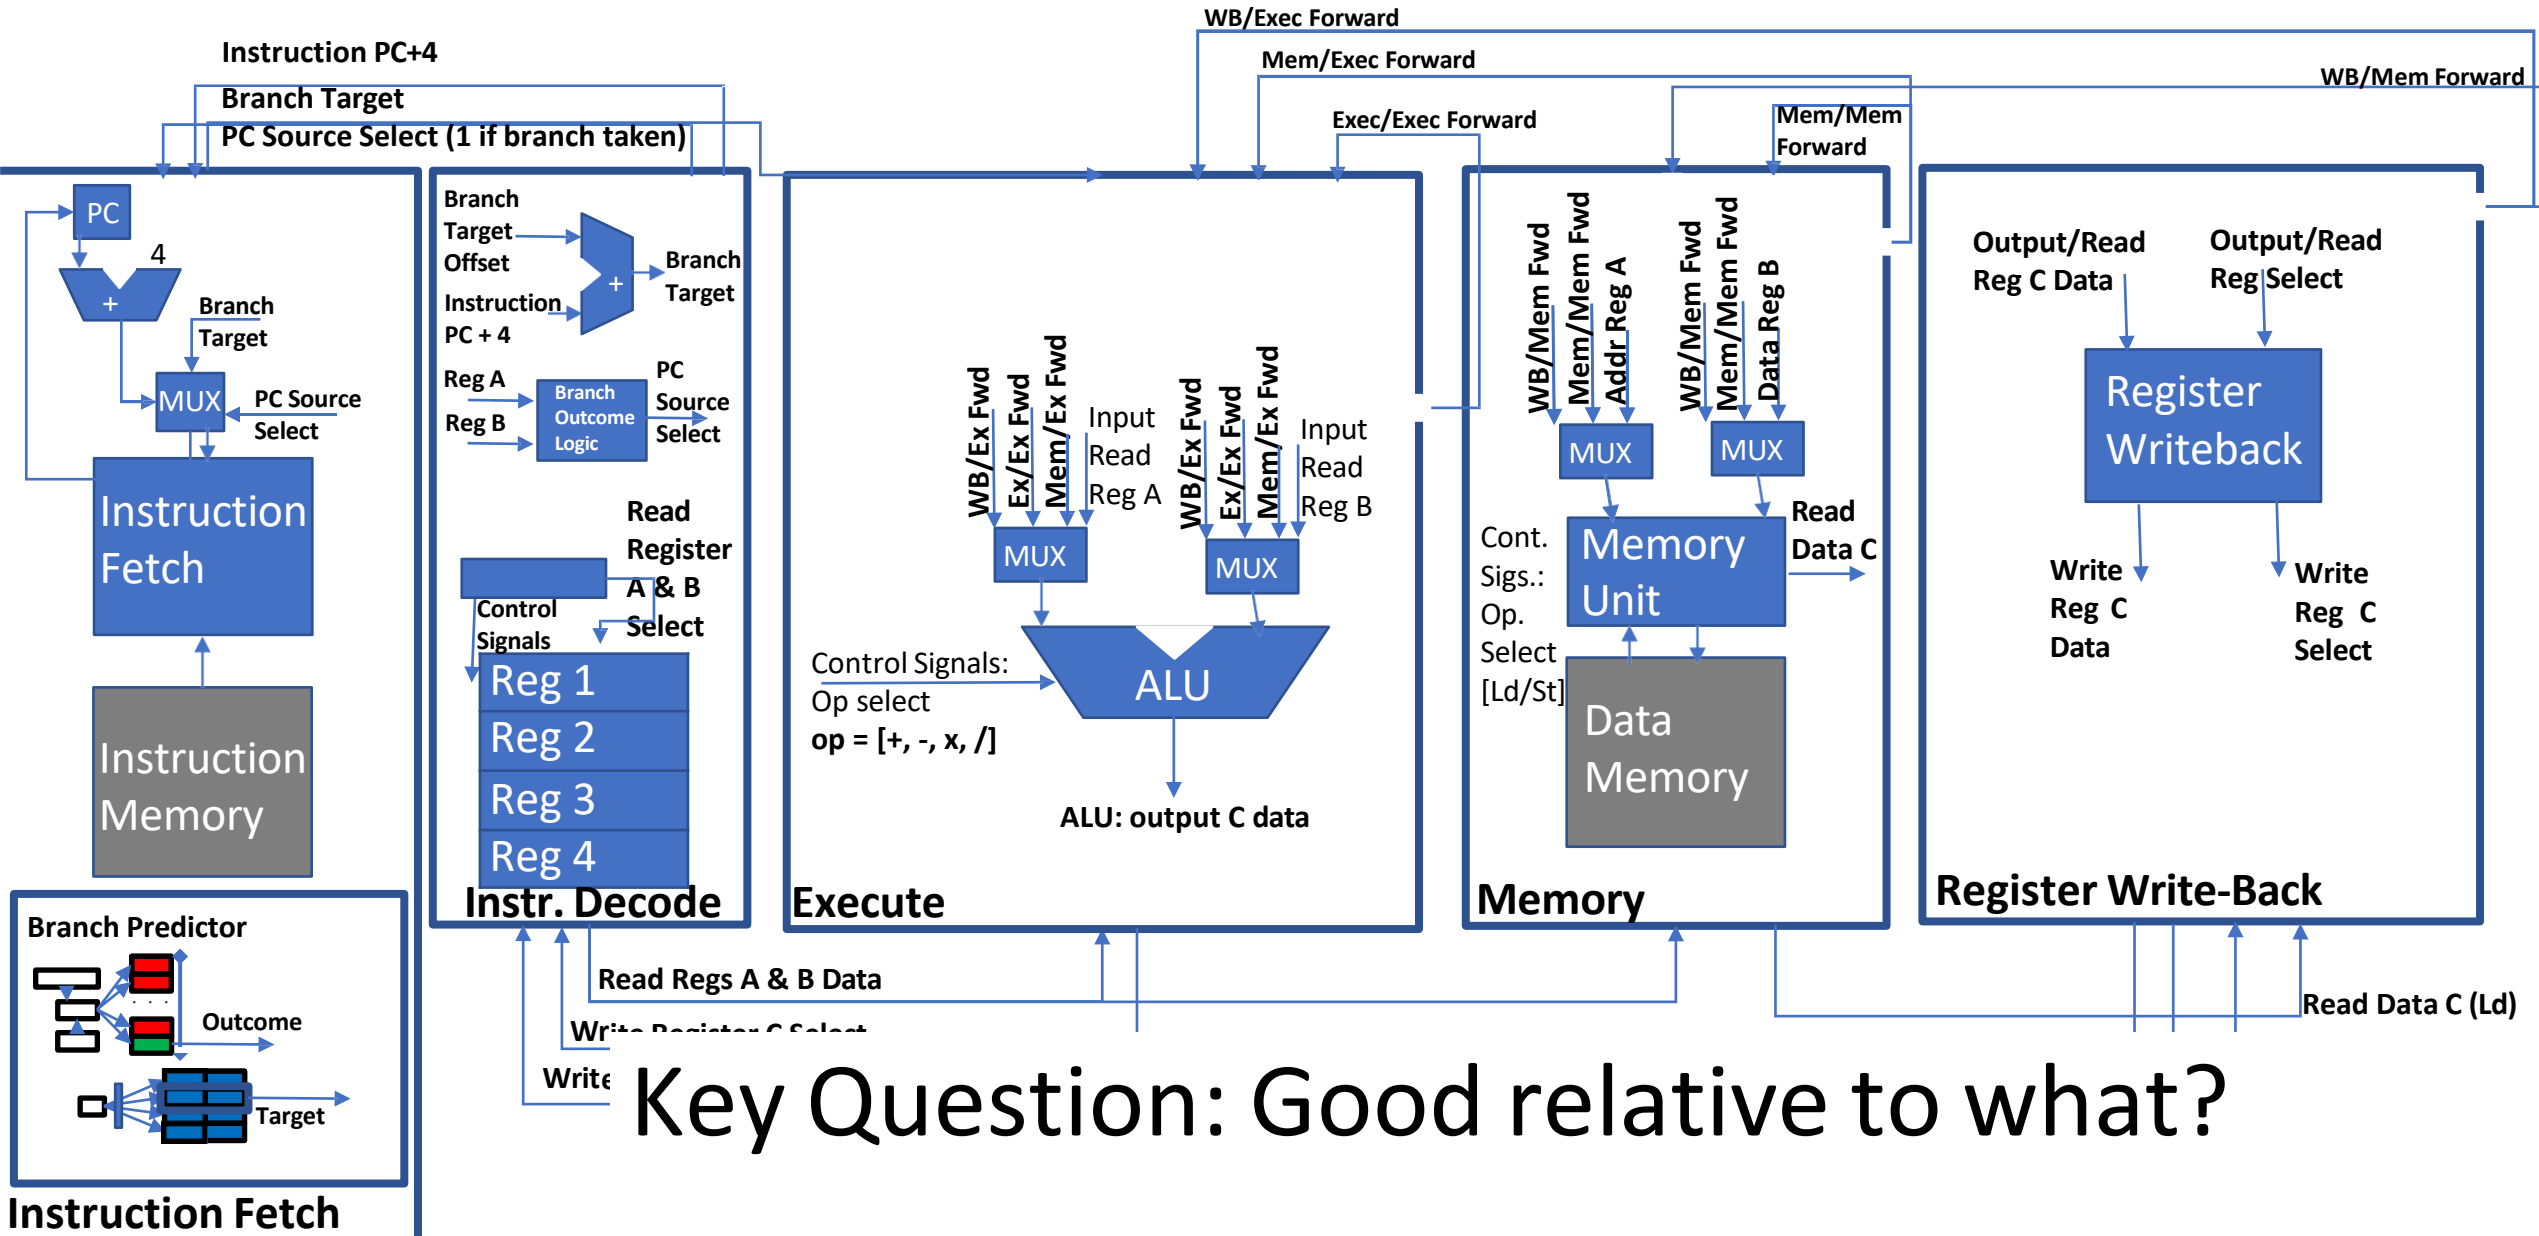 WB/Exec Forward
Instruction PC+4
Mem/Exec Forward
WB/Mem Forward
Branch Target
Exec/Exec Forward
Mem/Mem
Forward
PC Source Select (1 if branch taken)
PC
4
+
Branch
Target
MUX
PC Source
Select
Instruction
Fetch
Instruction
Memory
Branch Predictor
. . .
Outcome
Target
Instruction Fetch
Branch
Target
Offset
+
Branch
Target
Instruction
PC + 4
Reg A
Reg B
Branch
Outcome
Logic
PC
Source
Select
Read
Register
A & B
Select
Control
Signals
Reg 1
Reg 2
Reg 3
Reg 4
Instr. Decode
WB/Ex Fwd
Ex/Ex Fwd
Mem/Ex Fwd
Input
Read
Reg A
MUX
WB/Ex Fwd
Ex/Ex Fwd
Mem/Ex Fwd
Input
Read
Reg B
MUX
Control Signals:
Op select
op = [+, -, x, /]
ALU
ALU: output C data
Execute
WB/Mem Fwd
Mem/Mem Fwd
Addr Reg A
MUX
WB/Mem Fwd
Mem/Mem Fwd
Data Reg B
MUX
Cont.
Sigs.:
Op.
Select
[Ld/St]
Memory
Unit
Read
Data C
Data
Memory
Memory
Output/Read
Reg C Data
Output/Read
Reg Select
Register
Writeback
Write
Reg C
Data
Write
Reg C
Select
Register Write-Back
Read Regs A & B Data
Read Data C (Ld)
Write Register C Select
Write
Key Question: Good relative to what?